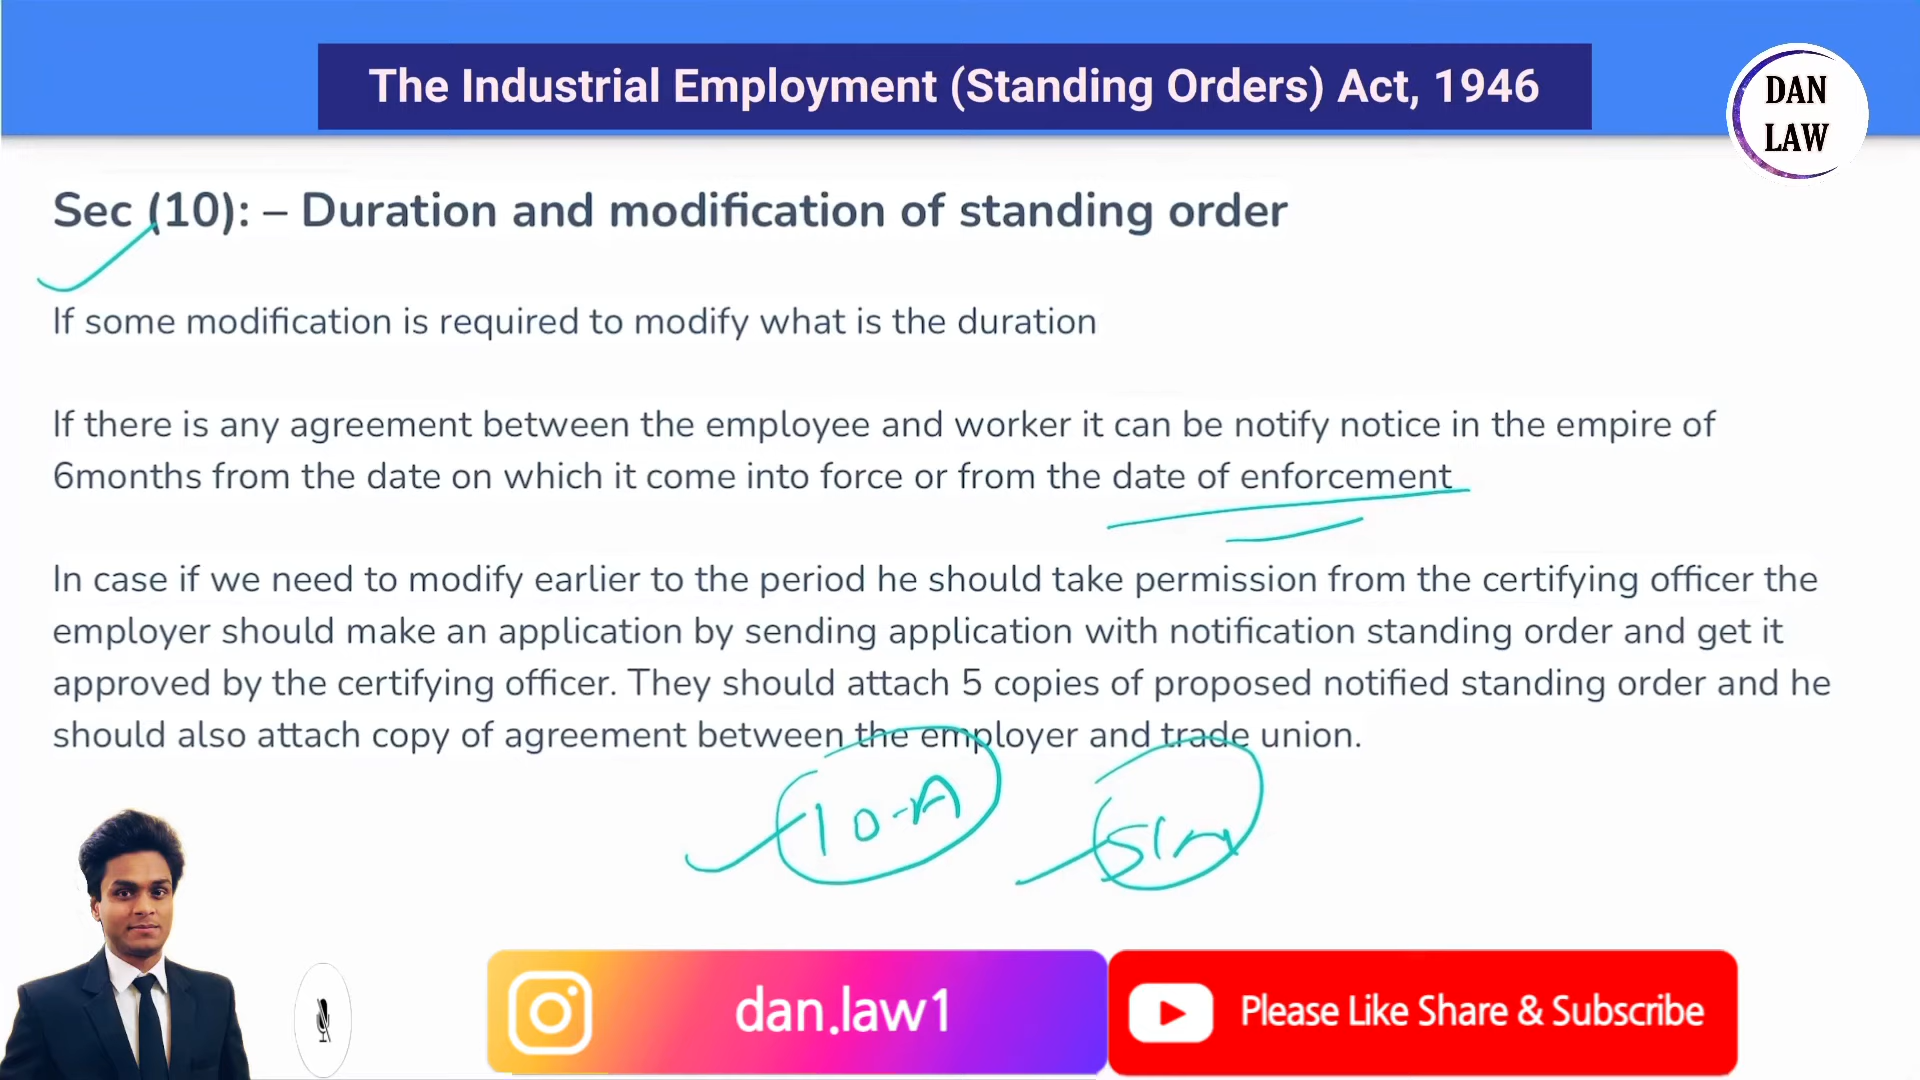 The Industrial Employment (Standing Orders) Act, 1946
DAN
LAW
Sec (10): – Duration and modification of standing order
If some modification is required to modify what is the duration
If there is any agreement between the employee and worker it can be notify notice in the empire of
6months from the date on which it come into force or from the date of enforcement
In case if we need to modify earlier to the period he should take permission from the certifying officer the
employer should make an application by sending application with notification standing order and get it
approved by the certifying officer. They should attach 5 copies of proposed notified standing order and he
should also attach copy of agreement between the employer and trade union.
10-A
dan.law1
Please Like Share & Subscribe